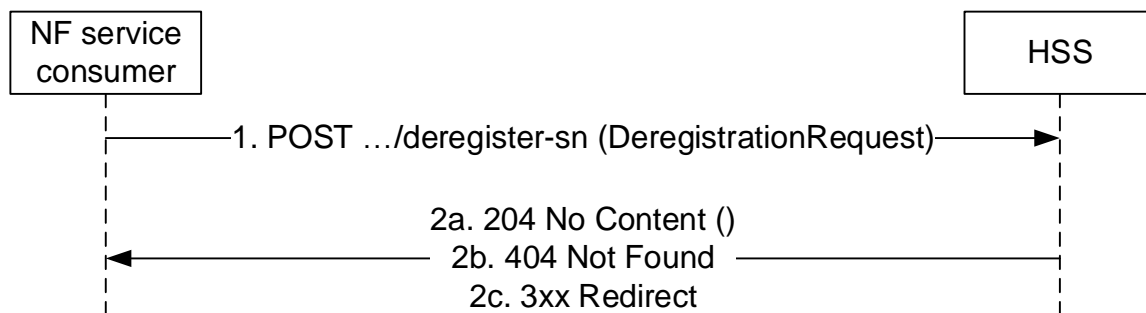 NF service
consumer
HSS
1. POST …/deregister-sn (DeregistrationRequest)
2a. 204 No Content ()
2b. 404 Not Found
2c. 3xx Redirect